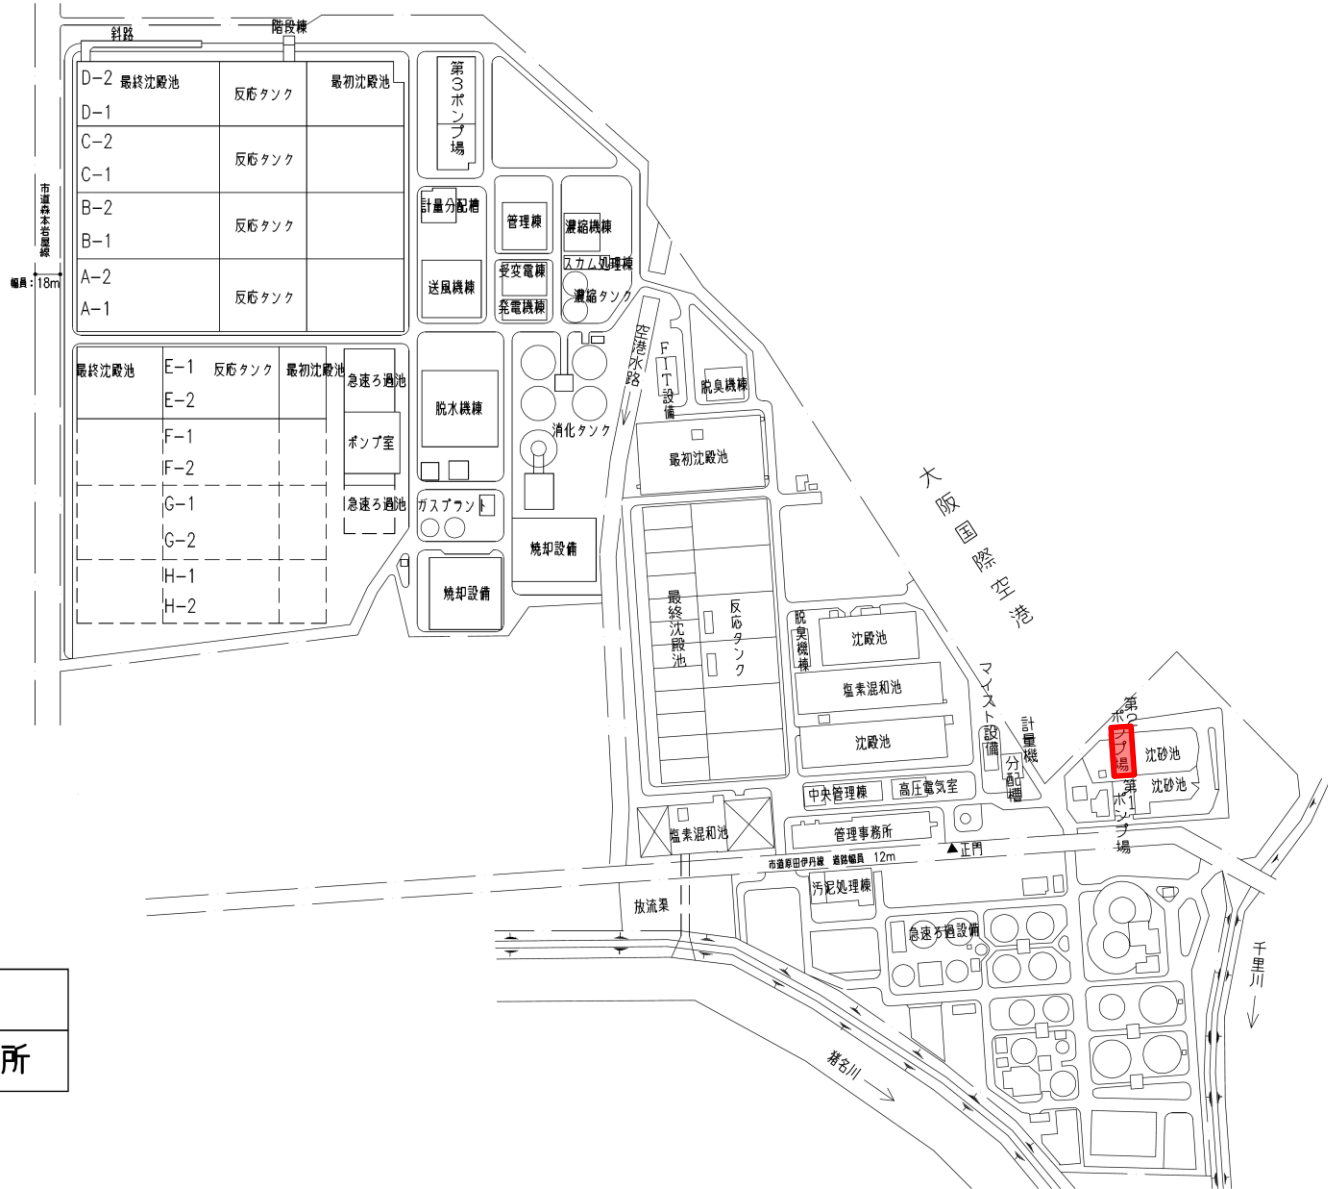 斜路
階段棟
D-2 最終沈殿池
反応タンク
最初沈殿池
D-1
C-2
反応タンク
C-1
B-2
反応タンク
B-1
A-2
反応タンク
A-1
市道森本岩屋線
幅員：18m
第3ポンプ場
計量分配槽
管理棟
濃縮機棟
スカム処理棟
受変電棟
送風機棟
濃縮タンク
発電機棟
最終沈殿池
E-1 反応タンク
最初沈殿池
急速ろ過池
E-2
F-1
ポンプ室
F-2
G-1
急速ろ過池
G-2
H-1
H-2
脱水機棟
消化タンク
空港水路
FIT設備
脱臭機棟
ガスプラント
焼却設備
焼却設備
最初沈殿池
最終沈殿池
反応タンク
大阪国際空港
脱臭機棟
沈殿池
塩素混和池
沈殿池
マイスト設備
計量機
分配槽
第2ポンプ場
沈砂池
沈砂池
第1ポンプ場
中央管理棟
高圧電気室
管理事務所
塩素混和池
市道原田伊丹線 道路幅員 12m
▲正門
汚泥処理棟
放流渠
急速ろ過設備
千里川
猪名川
所